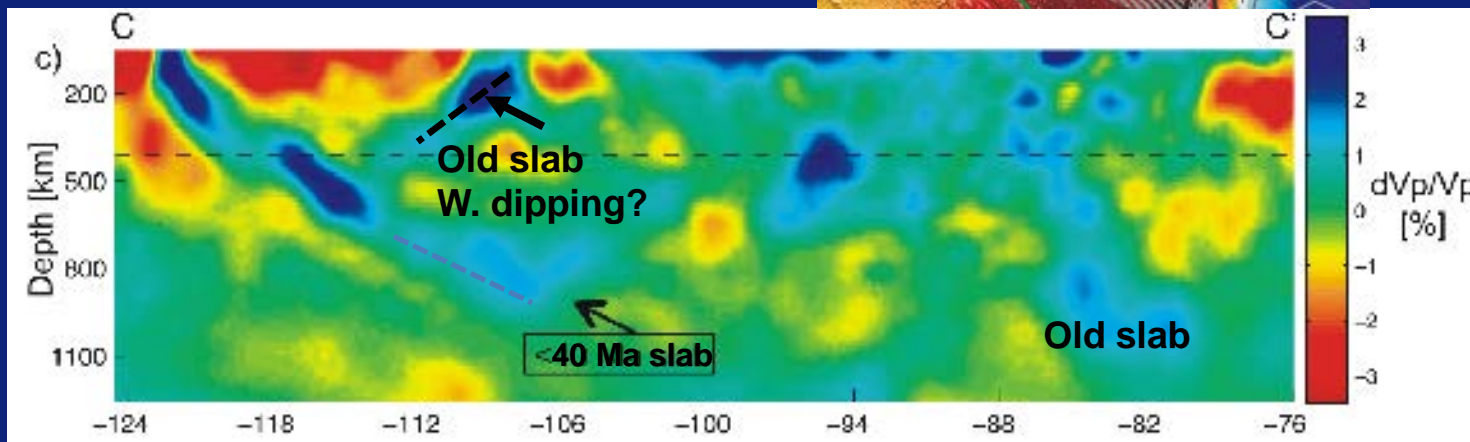 C
C'
c)
200
500
800
1100
Depth [km]
Old slab
W. dipping?
<40 Ma slab
Old slab
-124
-118
-112
-106
-100
-94
-88
-82
-76
3
2
1
0
-1
-2
-3
dVp/Vp
[%]